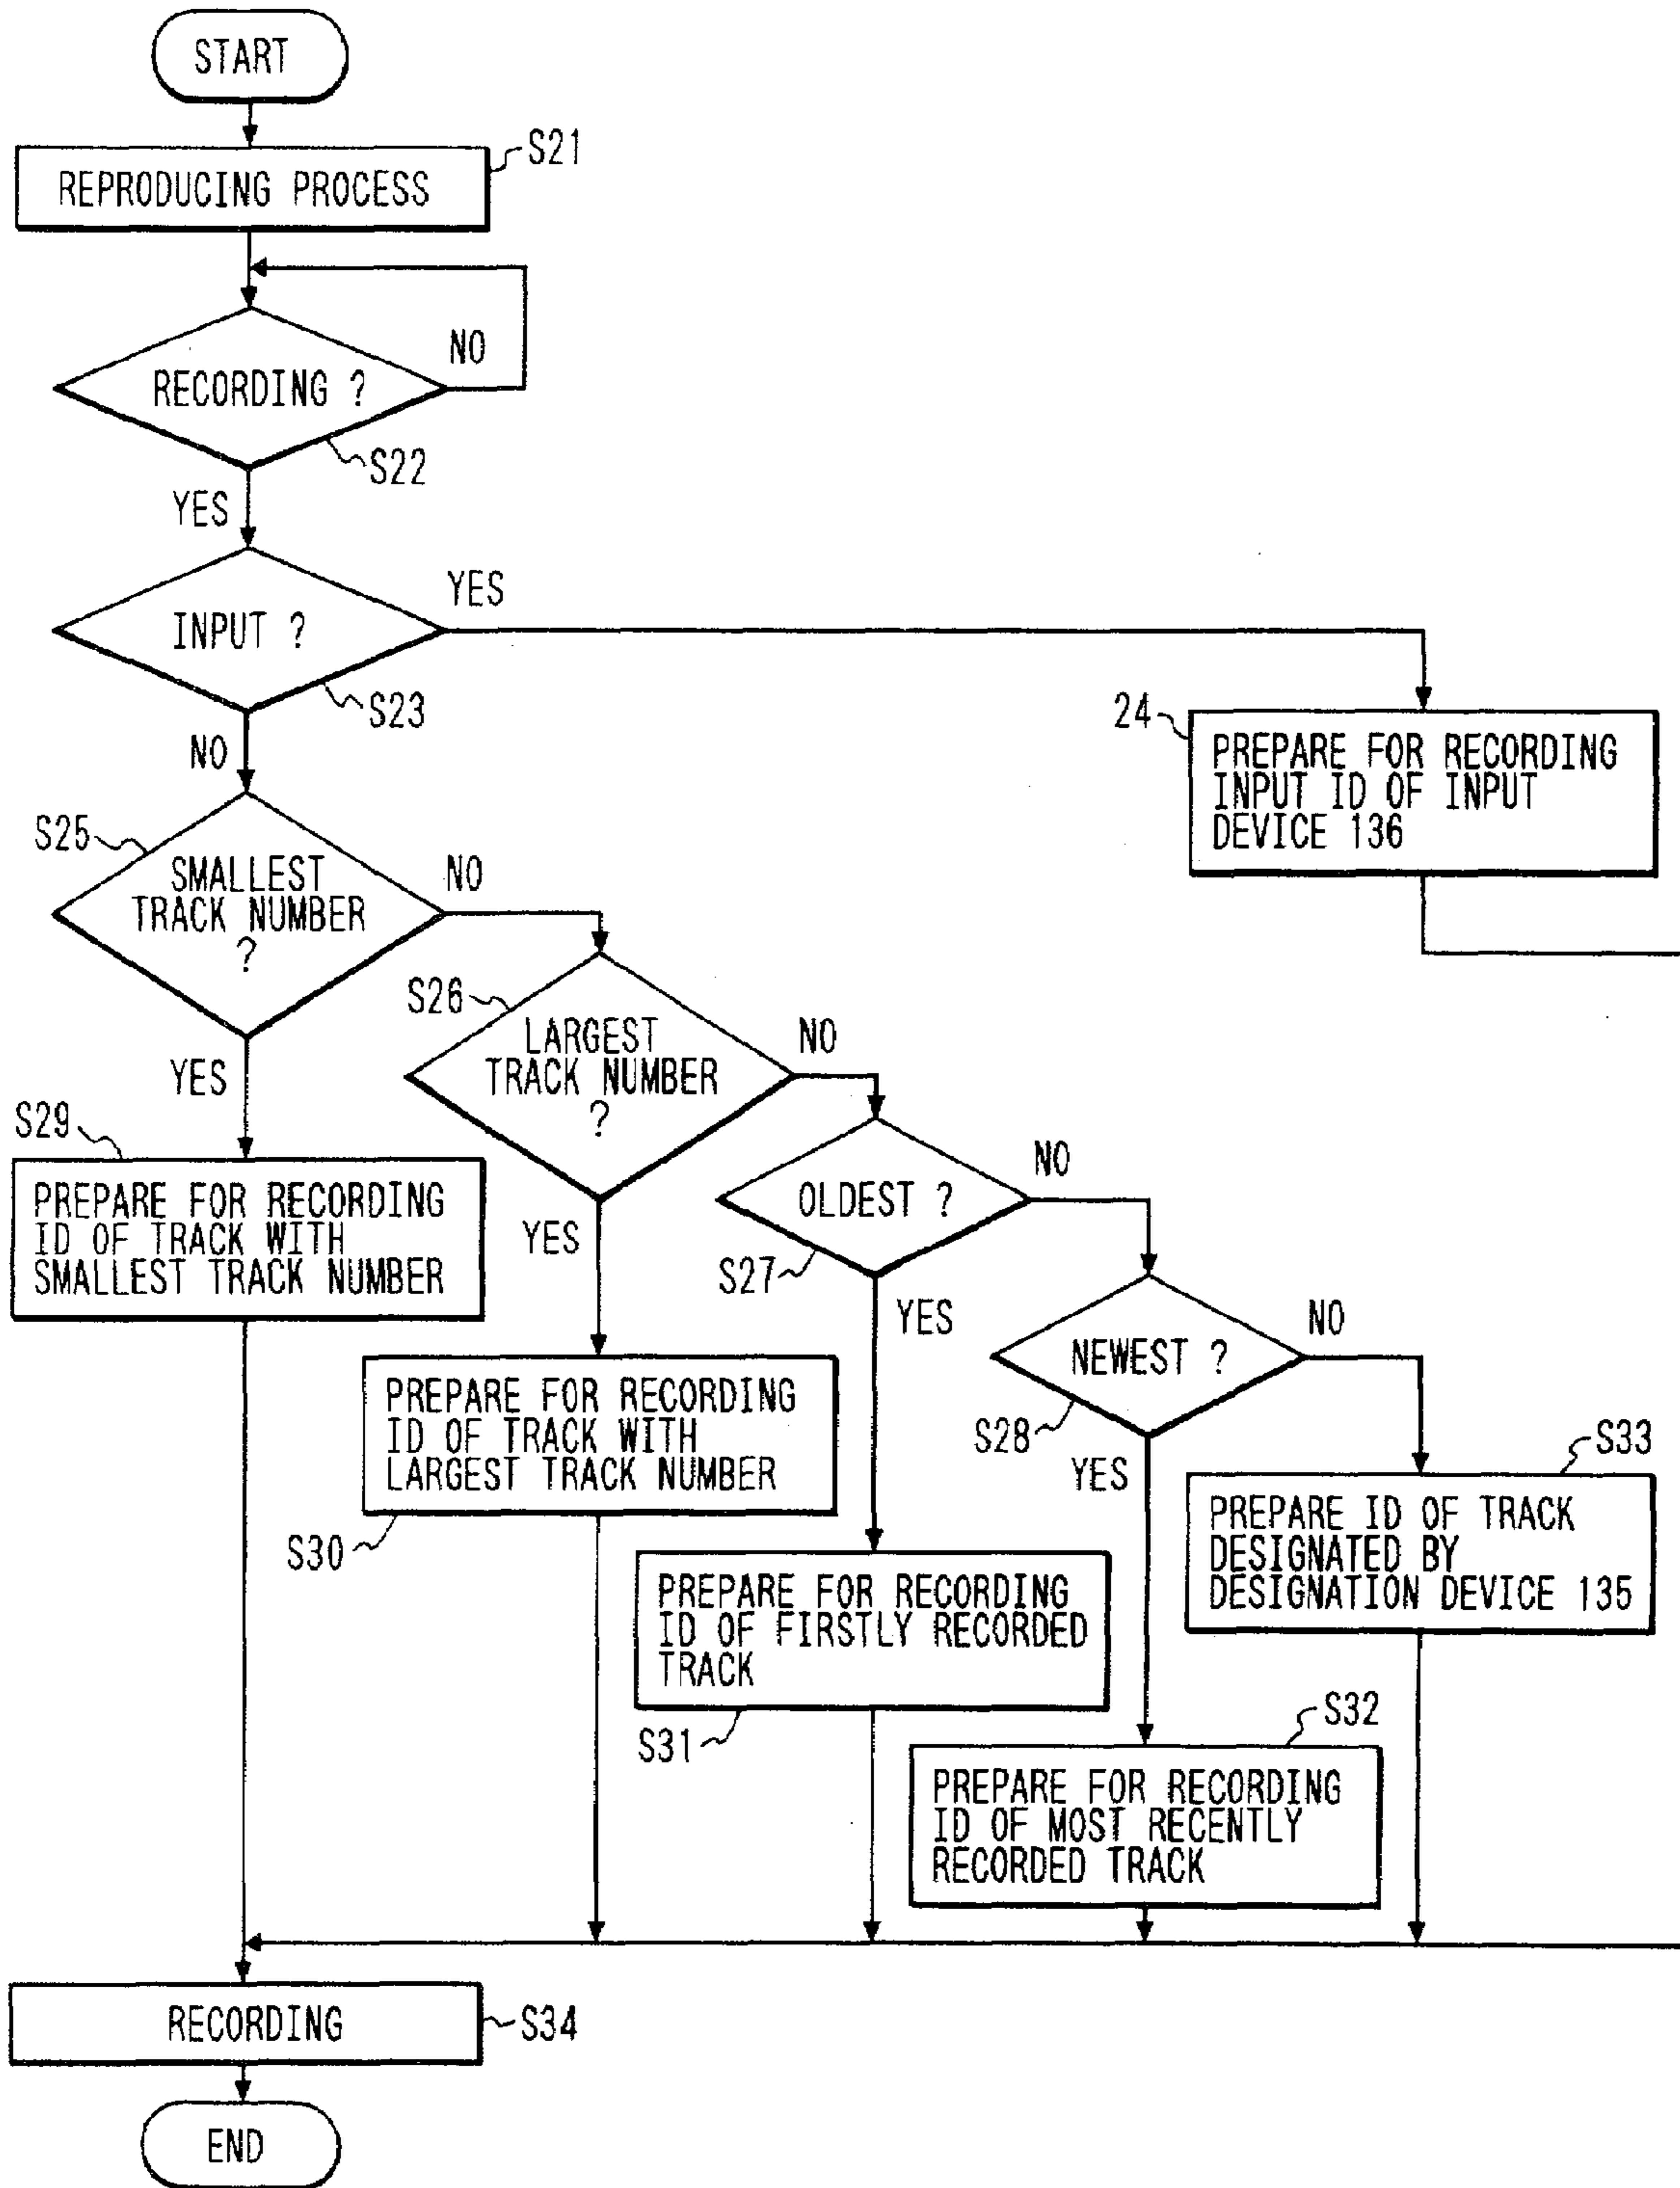 START
S21
REPRODUCING PROCESS
NO
RECORDING ?
S22
YES
YES
INPUT ?
S23
NO
24
PREPARE FOR RECORDING
INPUT ID OF INPUT
DEVICE 136
S25
SMALLEST
TRACK NUMBER
?
NO
YES
S26
LARGEST
TRACK NUMBER
?
NO
YES
S29
PREPARE FOR RECORDING
ID OF TRACK WITH
SMALLEST TRACK NUMBER
OLDEST ?
NO
S27
YES
PREPARE FOR RECORDING
ID OF TRACK WITH
LARGEST TRACK NUMBER
S30
NEWEST ?
NO
S28
YES
S33
PREPARE ID OF TRACK
DESIGNATED BY
DESIGNATION DEVICE 135
PREPARE FOR RECORDING
ID OF FIRSTLY RECORDED
TRACK
S31
S32
PREPARE FOR RECORDING
ID OF MOST RECENTLY
RECORDED TRACK
RECORDING
S34
END